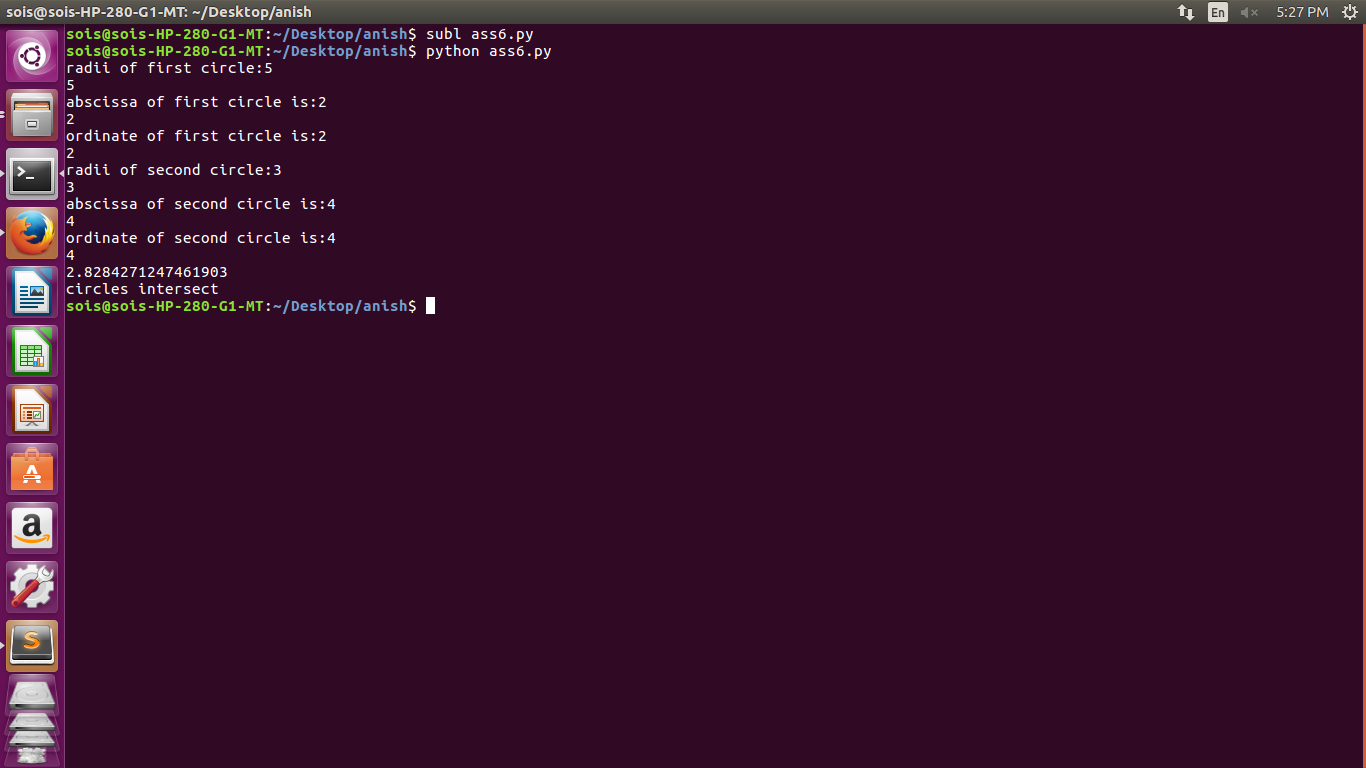 sois@sois-HP-280-G1-MT: ~/Desktop/anish
En
5:27 PM
sois@sois-HP-280-G1-MT:~/Desktop/anish$ subl ass6.py
sois@sois-HP-280-G1-MT:~/Desktop/anish$ python ass6.py
radii of first circle:5
5
abscissa of first circle is:2
2
ordinate of first circle is:2
2
radii of second circle:3
3
abscissa of second circle is:4
4
ordinate of second circle is:4
4
2.8284271247461903
circles intersect
sois@sois-HP-280-G1-MT:~/Desktop/anish$